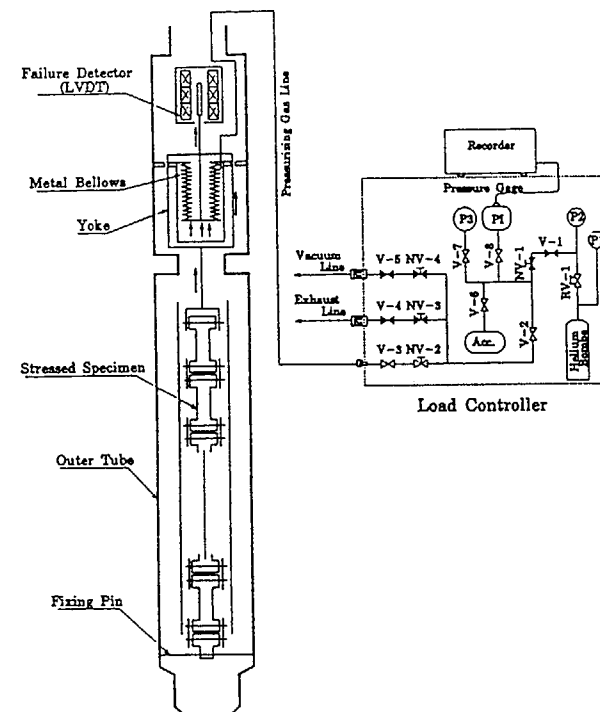 Failure Detector
(LVDT)
Metal Bellows
Yoke
Stressed Specimen
Outer Tube
Fixing Pin
Pressurizing Gas Line
Recorder
Pressure Gage
P3
P1
P2
P
V-7
V-8
NV-1
V-1
RV-1
Vacuum
Line
V-5 NV-4
Exhaust
Line
V-4 NV-3
V-6
V-2
Acc.
Helium
Bombe
V-3 NV-2
Load Controller